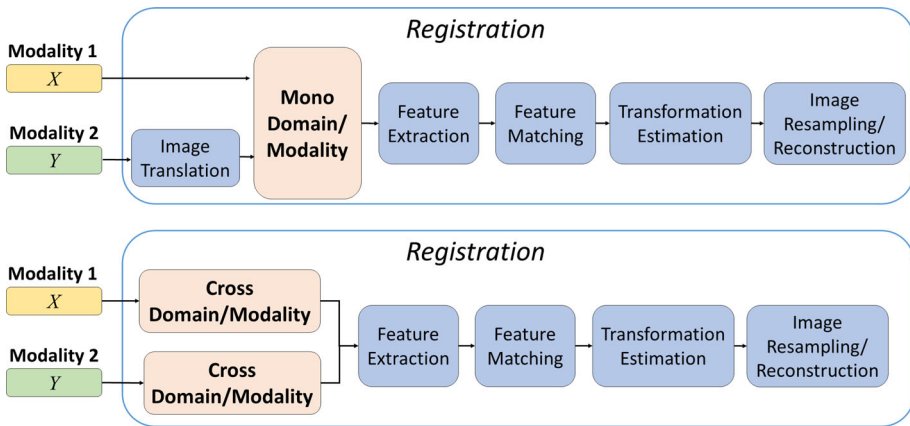 Registration
Modality 1
X
Modality 2
Y
Image
Translation
Mono
Domain/
Modality
Feature
Extraction
Feature
Matching
Transformation
Estimation
Image
Resampling/
Reconstruction
Registration
Modality 1
X
Modality 2
Y
Cross
Domain/Modality
Cross
Domain/Modality
Feature
Extraction
Feature
Matching
Transformation
Estimation
Image
Resampling/
Reconstruction